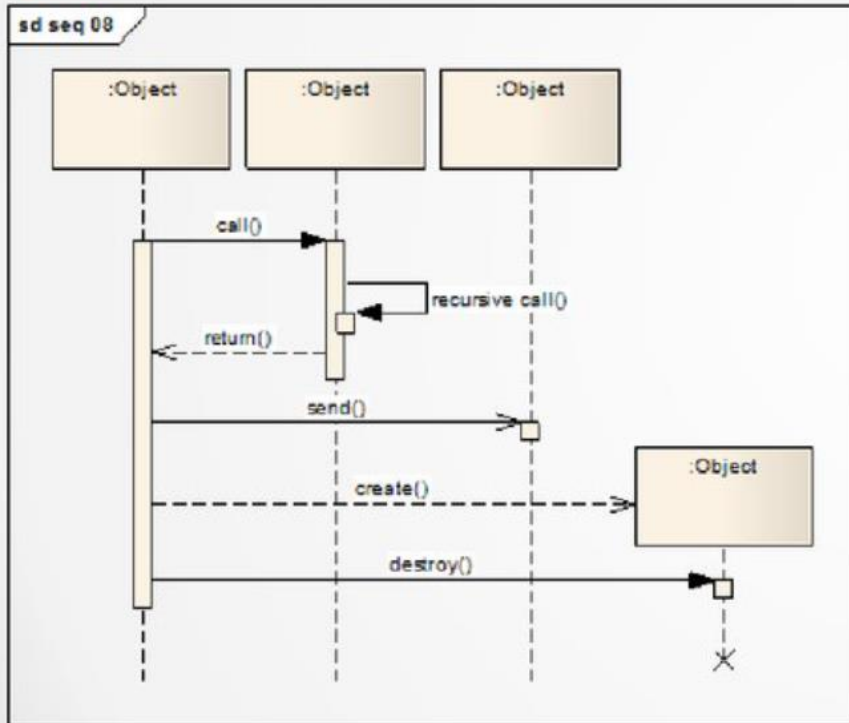 sd seq 08
:Object
:Object
:Object
call()
recursive call()
return()
send()
:Object
create()
destroy()